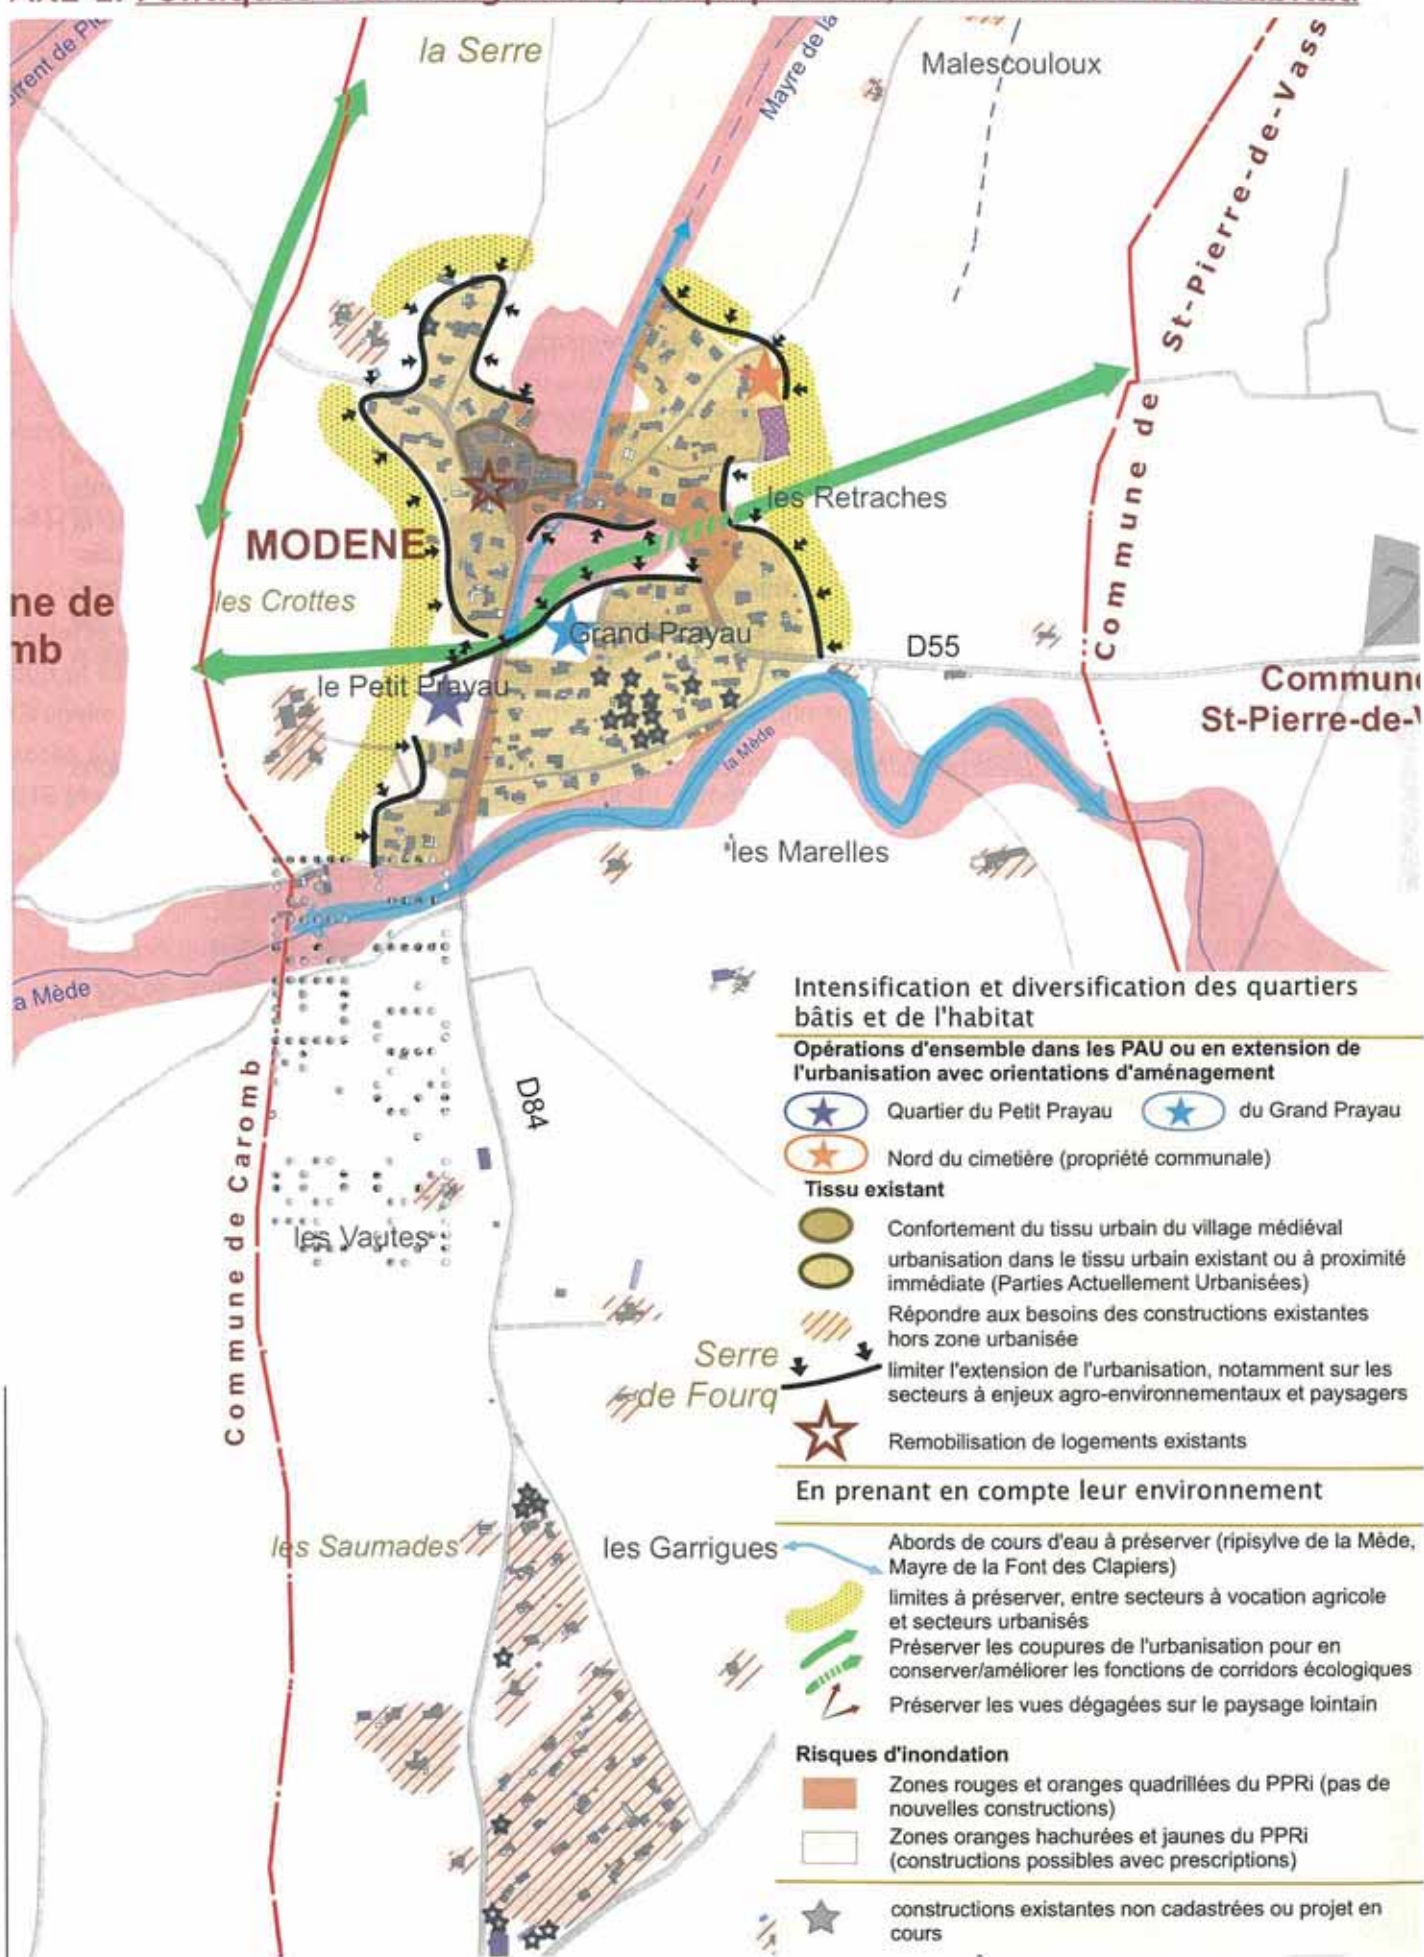 la Serre
Malescouloux
Mayre de la
St-Pierre-de-Vass
Commune de
MODENE
les Crottes
les Retraches
ne de
mb
Grand Prayau
D55
le Petit Prayau
Commune
St-Pierre-de-V
la Mède
les Marelles
a Mède
D84
Commune de Caromb
les Vautes
Serre
de Fourq
les Saumades
les Garrigues
Intensification et diversification des quartiers
bâtis et de l'habitat
Opérations d'ensemble dans les PAU ou en extension de
l'urbanisation avec orientations d'aménagement
Quartier du Petit Prayau
du Grand Prayau
Nord du cimetière (propriété communale)
Tissu existant
Confortement du tissu urbain du village médiéval
urbanisation dans le tissu urbain existant ou à proximité
immédiate (Parties Actuellement Urbanisées)
Répondre aux besoins des constructions existantes
hors zone urbanisée
limiter l'extension de l'urbanisation, notamment sur les
secteurs à enjeux agro-environnementaux et paysagers
Remobilisation de logements existants
En prenant en compte leur environnement
Abords de cours d'eau à préserver (ripisylve de la Mède,
Mayre de la Font des Clapiers)
limites à préserver, entre secteurs à vocation agricole
et secteurs urbanisés
Préserver les coupures de l'urbanisation pour en
conserver/améliorer les fonctions de corridors écologiques
Préserver les vues dégagées sur le paysage lointain
Risques d'inondation
Zones rouges et oranges quadrillées du PPRi (pas de
nouvelles constructions)
Zones oranges hachurées et jaunes du PPRi
(constructions possibles avec prescriptions)
constructions existantes non cadastrées ou projet en
cours